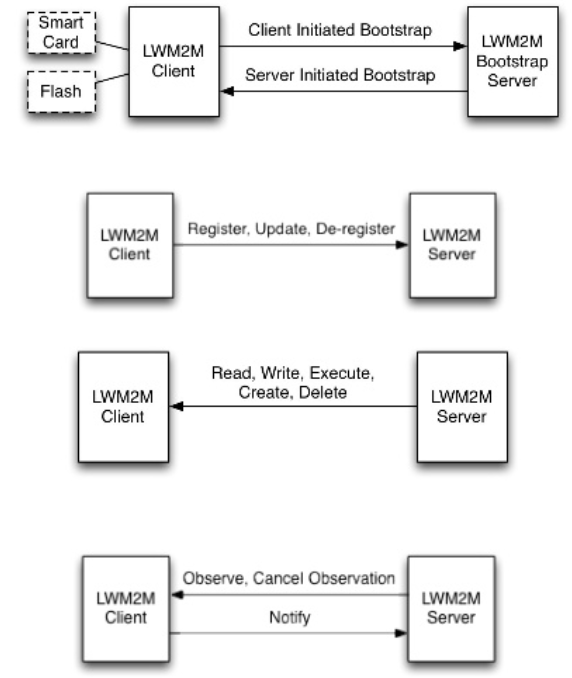 Smart
Card
Flash
LWM2M
Client
Client Initiated Bootstrap
Server Initiated Bootstrap
LWM2M
Bootstrap
Server
LWM2M
Client
Register, Update, De-register
LWM2M
Server
LWM2M
Client
Read, Write, Execute,
Create, Delete
LWM2M
Server
LWM2M
Client
Observe, Cancel Observation
Notify
LWM2M
Server